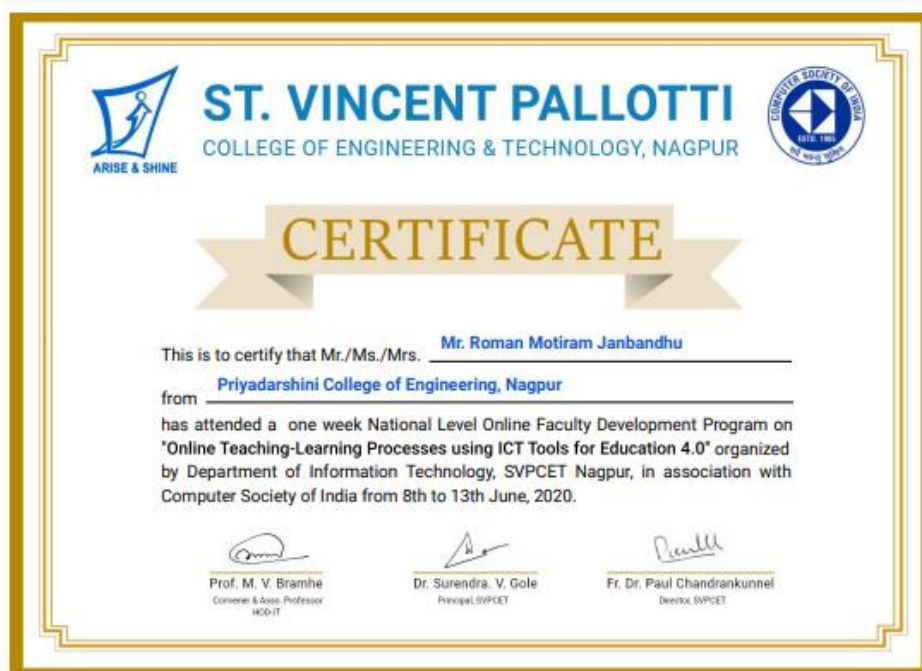 ARISE & SHINE
ST. VINCENT PALLOTTI
COLLEGE OF ENGINEERING & TECHNOLOGY, NAGPUR
COMPUTER SOCIETY OF INDIA
ESTD. 1965
CERTIFICATE
This is to certify that Mr./Ms./Mrs. Mr. Roman Motiram Janbandhu
from Priyadarshini College of Engineering, Nagpur
has attended a one week National Level Online Faculty Development Program on
"Online Teaching-Learning Processes using ICT Tools for Education 4.0" organized
by Department of Information Technology, SVPCET Nagpur, in association with
Computer Society of India from 8th to 13th June, 2020.
Prof. M. V. Bramhe
Convener & Asso. Professor
HOD-IT
Dr. Surendra. V. Gole
Principal, SVPCET
Fr. Dr. Paul Chandrankunnel
Director, SVPCET